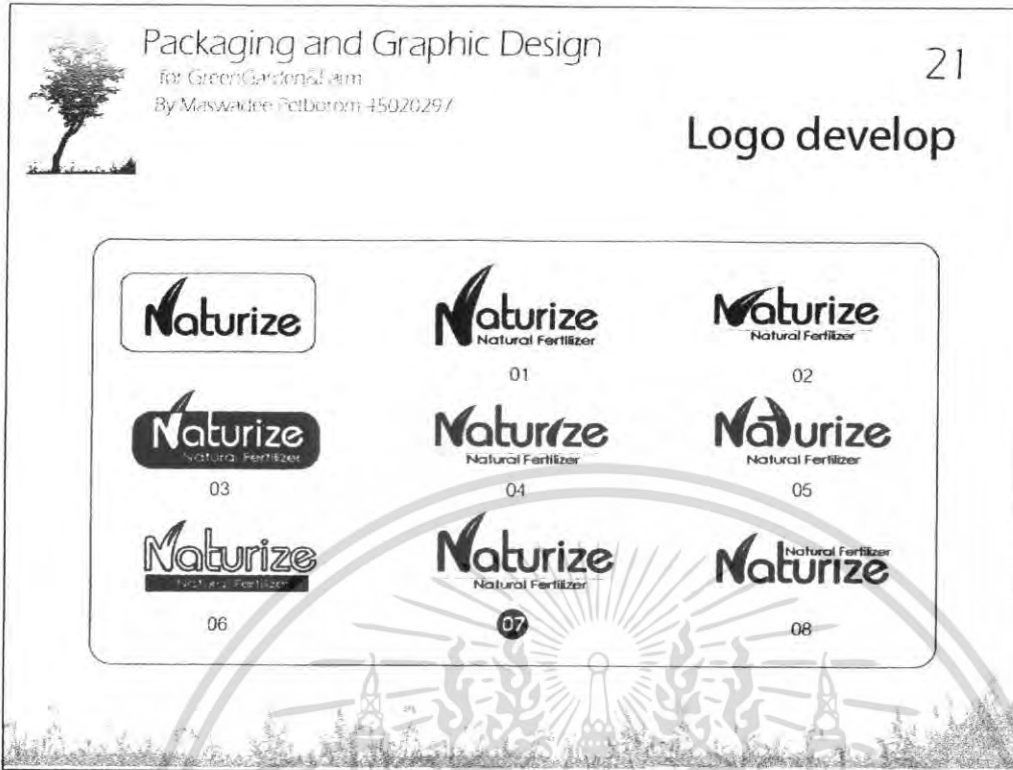 Packaging and Graphic Design
for GreenGarden&Farm
By Maswadee Petborom 45020297
21
Logo develop
Naturize
Naturize
Natural Fertilizer
01
Naturize
Natural Fertilizer
02
Naturize
Natural Fertilizer
03
Naturize
Natural Fertilizer
04
Naturize
Natural Fertilizer
05
Naturize
Natural Fertilizer
06
Naturize
Natural Fertilizer
07
Natural Fertilizer
Naturize
08